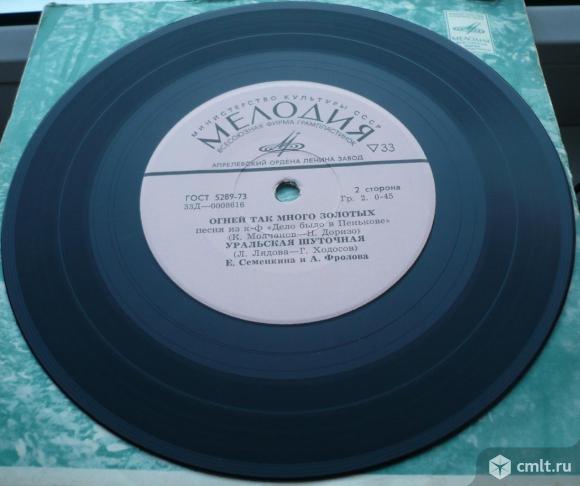 МИНИСТЕРСТВО КУЛЬТУРЫ СССР
МЕЛОДИЯ
ВСЕСОЮЗНАЯ ФИРМА ГРАМПЛАСТИНОК
▽33
АПРЕЛЕВСКИЙ ОРДЕНА ЛЕНИНА ЗАВОД
ГОСТ 5289-73
33Д—0008616
2 сторона
Гр. 2. 0-45
ОГНЕЙ ТАК МНОГО ЗОЛОТЫХ
песня из к-ф «Дело было в Пенькове»
(К. Молчанов—Н. Доризо)
УРАЛЬСКАЯ ШУТОЧНАЯ
(Л. Лядова—Г. Ходосов)
Е. Семенкина и А. Фролова
МЕЛОДИЯ
cmlt.ru